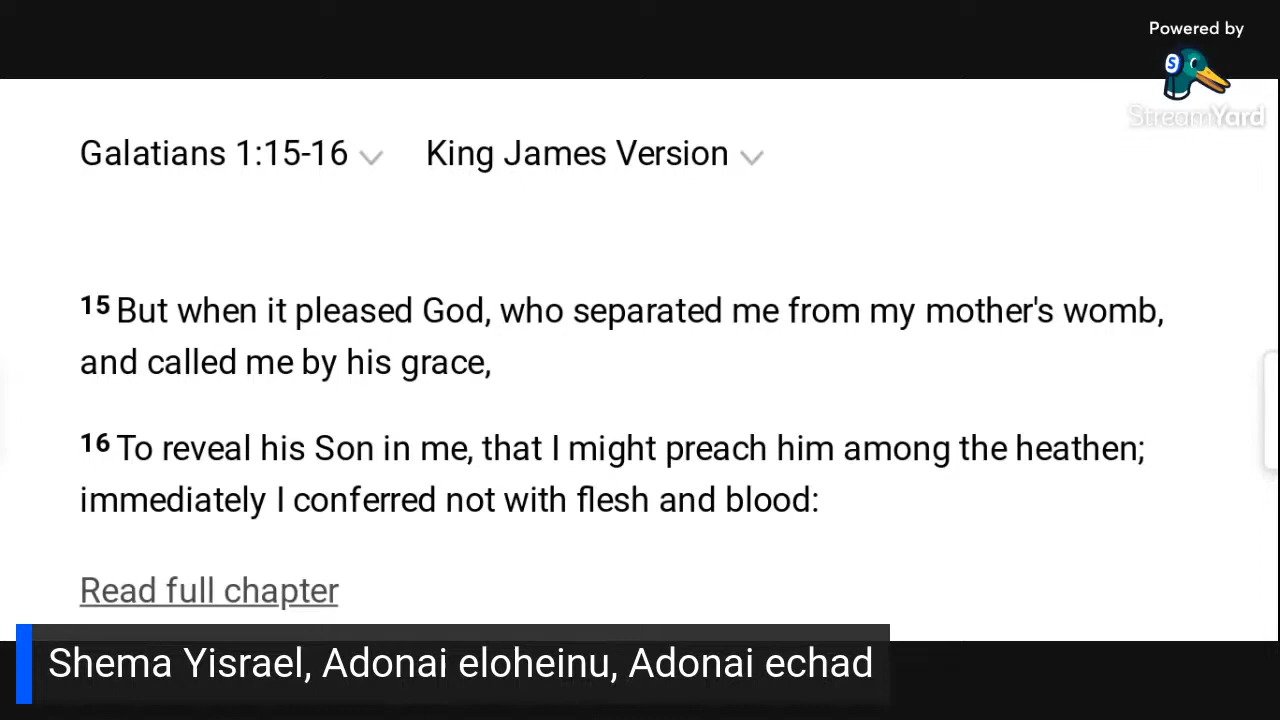 Powered by
S
StreamYard
Galatians 1:15-16 King James Version
15 But when it pleased God, who separated me from my mother's womb,
and called me by his grace,
16 To reveal his Son in me, that I might preach him among the heathen;
immediately I conferred not with flesh and blood:
Read full chapter
Shema Yisrael, Adonai eloheinu, Adonai echad